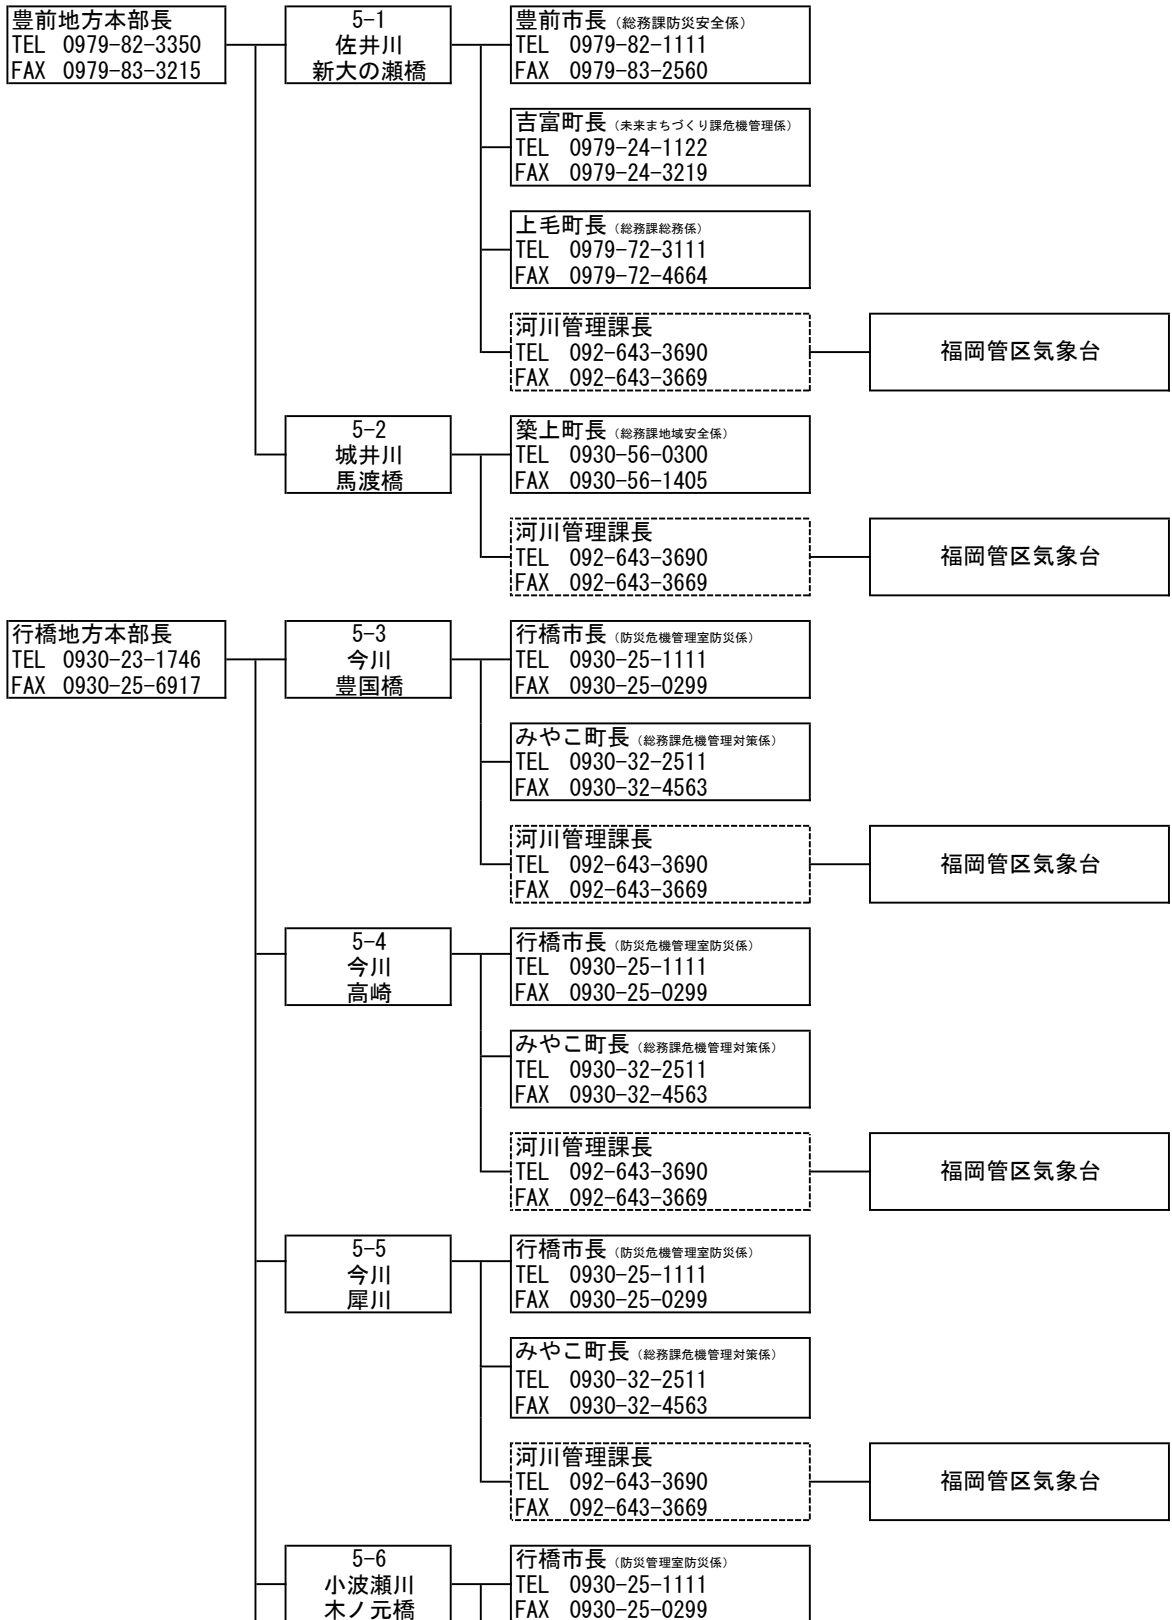 豊前地方本部長
TEL 0979-82-3350
FAX 0979-83-3215
5-1
佐井川
新大の瀬橋
豊前市長（総務課防災安全係）
TEL 0979-82-1111
FAX 0979-83-2560
吉富町長（未来まちづくり課危機管理係）
TEL 0979-24-1122
FAX 0979-24-3219
上毛町長（総務課総務係）
TEL 0979-72-3111
FAX 0979-72-4664
河川管理課長
TEL 092-643-3690
FAX 092-643-3669
福岡管区気象台
5-2
城井川
馬渡橋
築上町長（総務課地域安全係）
TEL 0930-56-0300
FAX 0930-56-1405
河川管理課長
TEL 092-643-3690
FAX 092-643-3669
福岡管区気象台
行橋地方本部長
TEL 0930-23-1746
FAX 0930-25-6917
5-3
今川
豊国橋
行橋市長（防災危機管理室防災係）
TEL 0930-25-1111
FAX 0930-25-0299
みやこ町長（総務課危機管理対策係）
TEL 0930-32-2511
FAX 0930-32-4563
河川管理課長
TEL 092-643-3690
FAX 092-643-3669
福岡管区気象台
5-4
今川
高崎
行橋市長（防災危機管理室防災係）
TEL 0930-25-1111
FAX 0930-25-0299
みやこ町長（総務課危機管理対策係）
TEL 0930-32-2511
FAX 0930-32-4563
河川管理課長
TEL 092-643-3690
FAX 092-643-3669
福岡管区気象台
5-5
今川
犀川
行橋市長（防災危機管理室防災係）
TEL 0930-25-1111
FAX 0930-25-0299
みやこ町長（総務課危機管理対策係）
TEL 0930-32-2511
FAX 0930-32-4563
河川管理課長
TEL 092-643-3690
FAX 092-643-3669
福岡管区気象台
5-6
小波瀬川
木ノ元橋
行橋市長（防災管理室防災係）
TEL 0930-25-1111
FAX 0930-25-0299